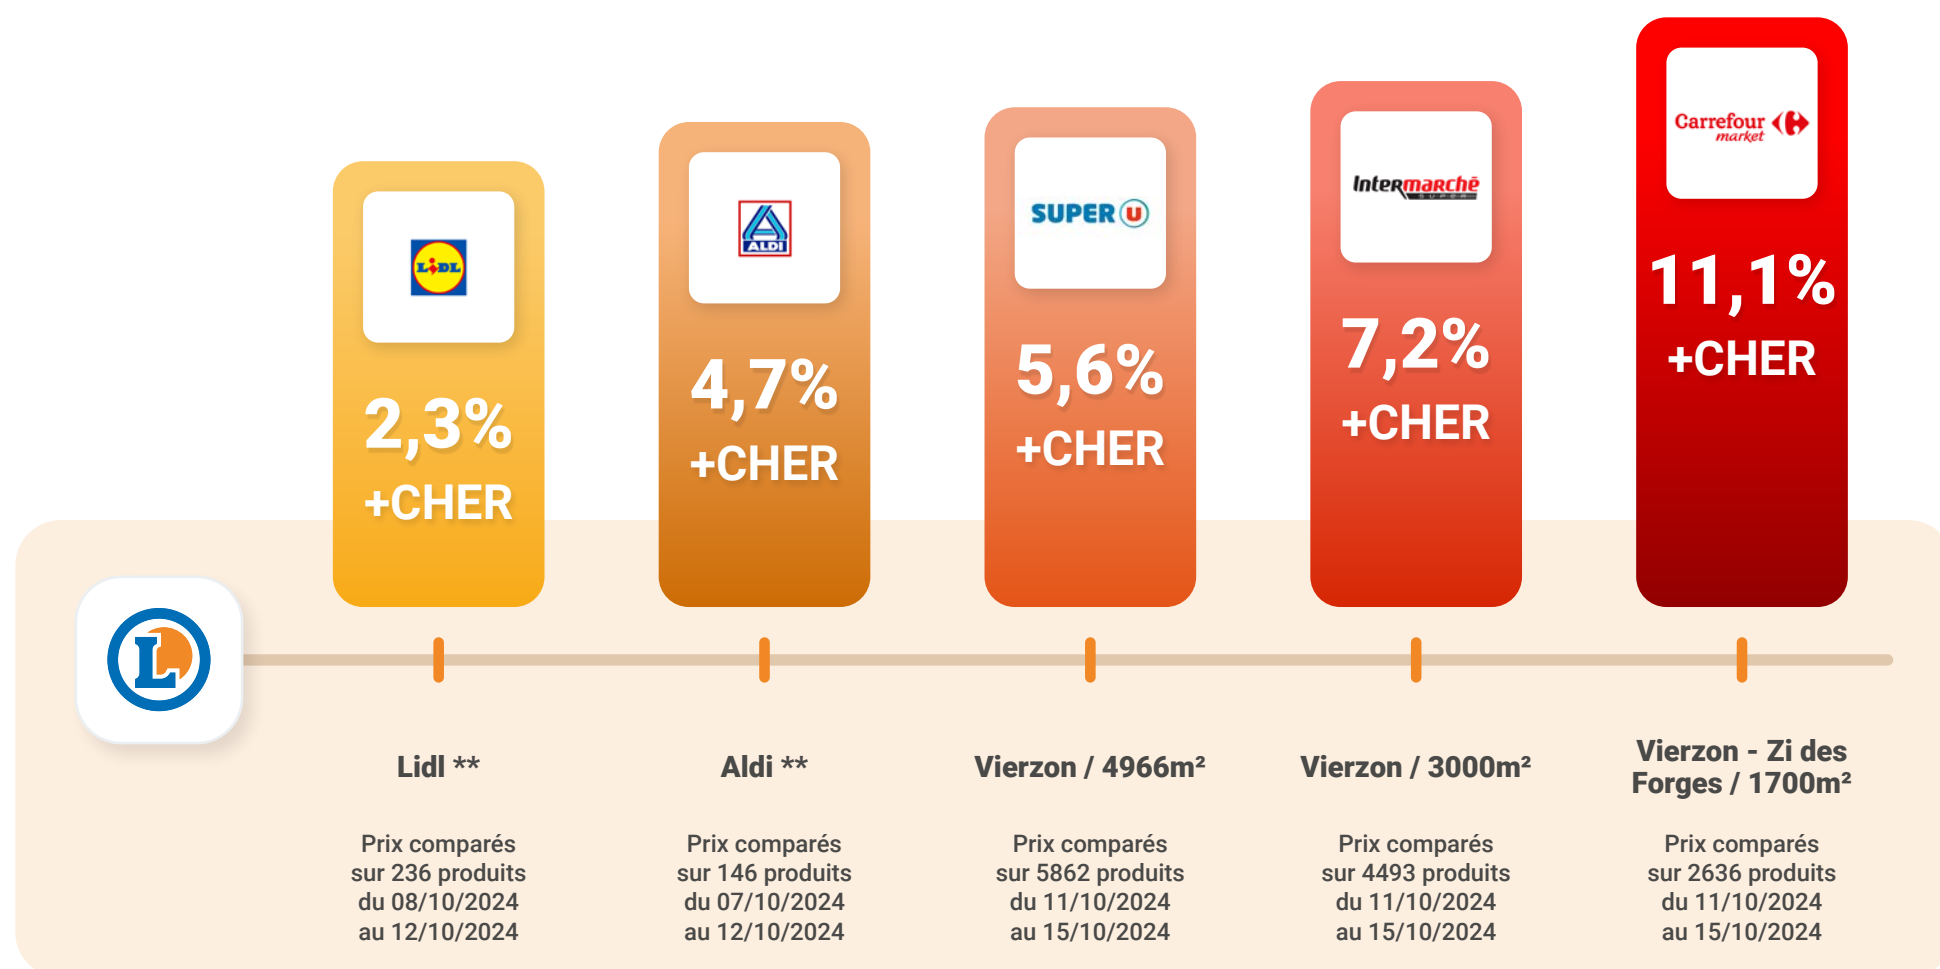 LIDL
2,3%
+CHER
ALDI
4,7%
+CHER
SUPER U
5,6%
+CHER
Intermarché
SUPER
7,2%
+CHER
Carrefour
market
11,1%
+CHER
L
Lidl **
Prix comparés
sur 236 produits
du 08/10/2024
au 12/10/2024
Aldi **
Prix comparés
sur 146 produits
du 07/10/2024
au 12/10/2024
Vierzon / 4966m²
Prix comparés
sur 5862 produits
du 11/10/2024
au 15/10/2024
Vierzon / 3000m²
Prix comparés
sur 4493 produits
du 11/10/2024
au 15/10/2024
Vierzon - Zi des
Forges / 1700m²
Prix comparés
sur 2636 produits
du 11/10/2024
au 15/10/2024